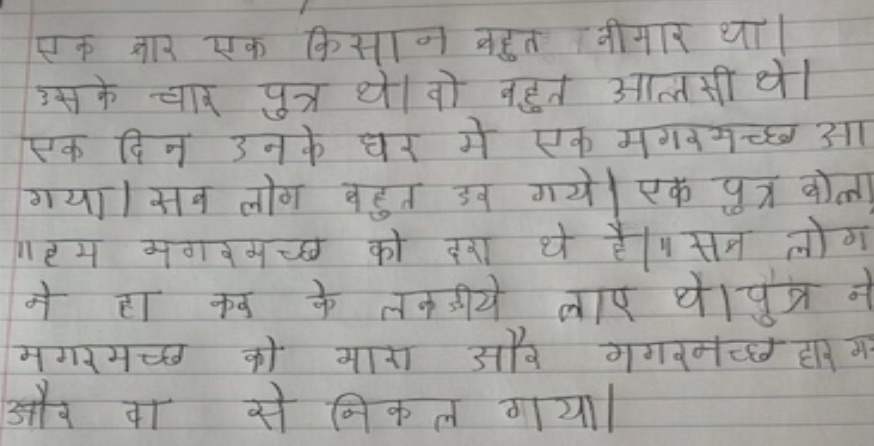 एक बार एक किसान बहुत बीमार था।
उसके चार पुत्र थे। वो बहुत आलसी थे।
एक दिन उनके घर मे एक मगरमच्छ आ
गया। सब लोग बहुत डर गये। एक पुत्र बोला
"हम मगरमच्छ को हरा थे है।" सब लोग
ने हा कर के लकडीये लाए थे। पुत्र ने
मगरमच्छ को मारा और मगरमच्छ हार
और वा से निकल गया।